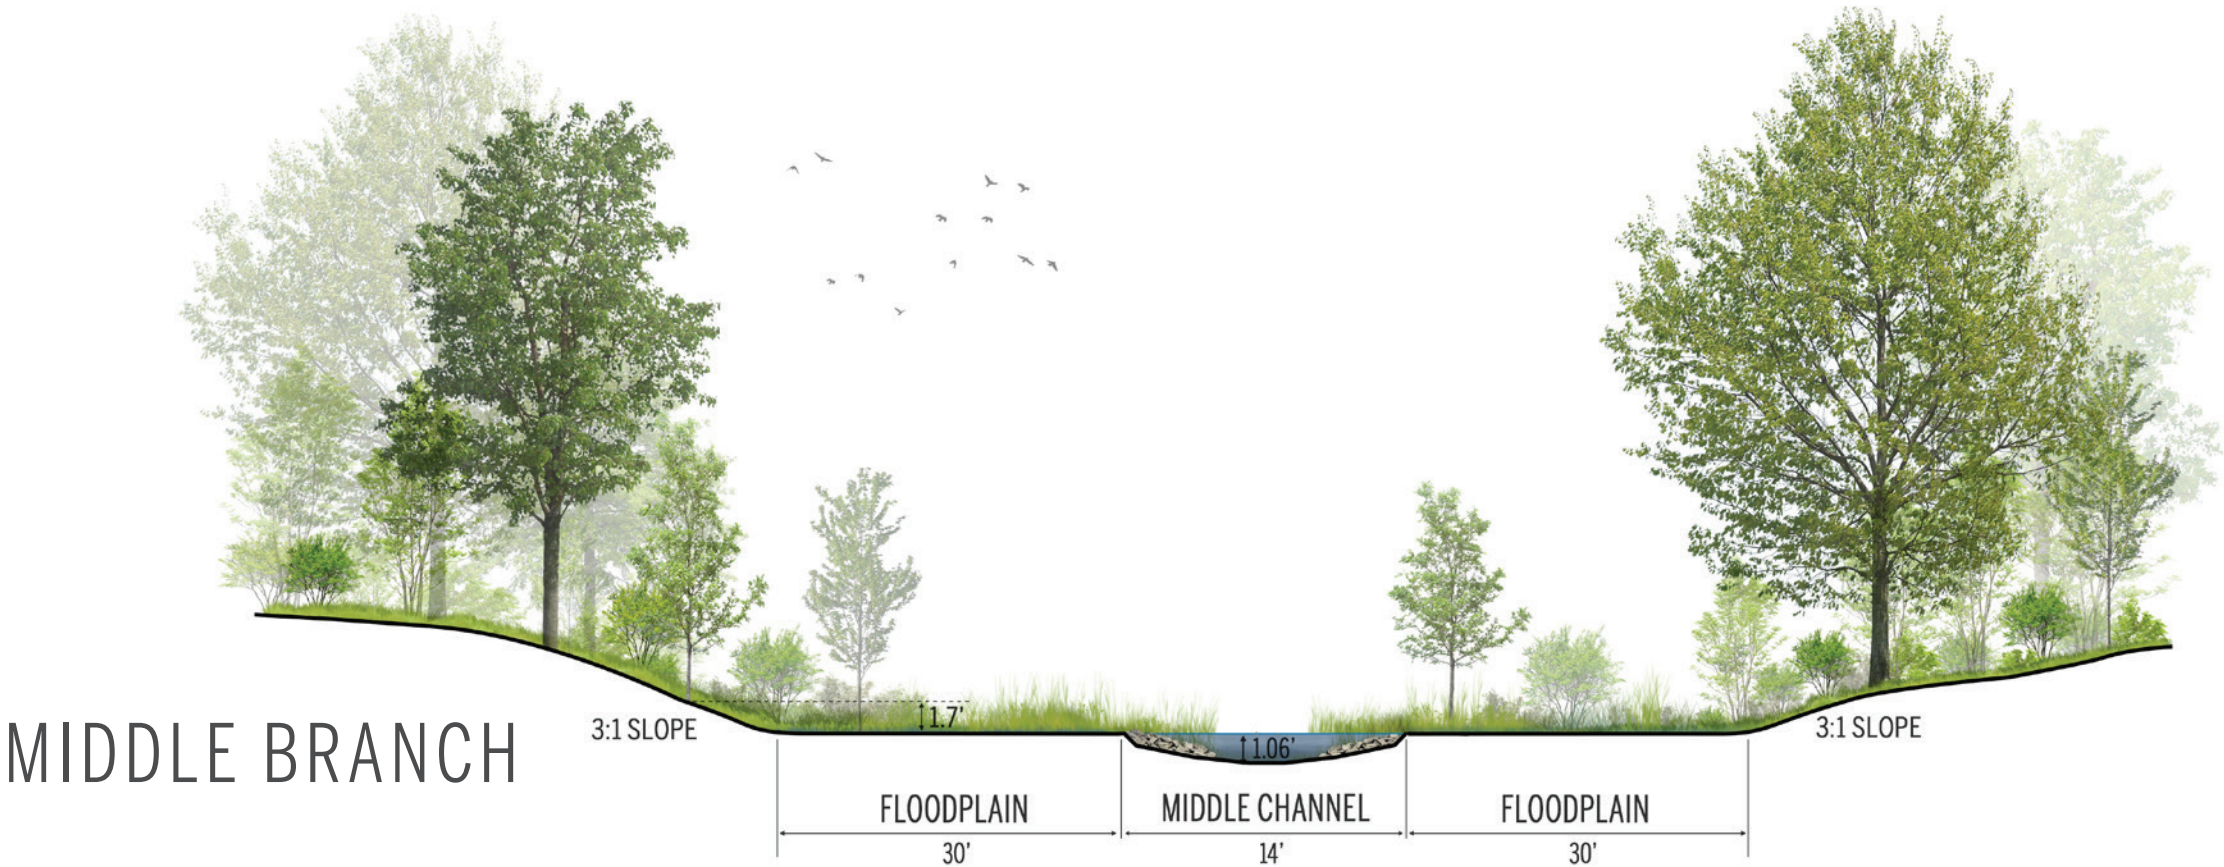 1.7'
3:1 SLOPE
3:1 SLOPE
MIDDLE BRANCH
1.06'
FLOODPLAIN
MIDDLE CHANNEL
FLOODPLAIN
30'
14'
30'